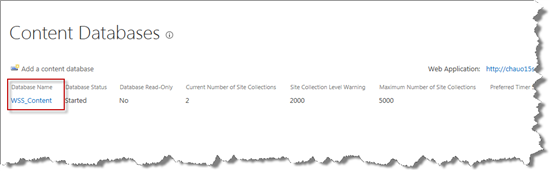 Content Databases
Add a content database
Web Application: http://chauo15s
Database Name Database Status Database Read-Only Current Number of Site Collections Site Collection Level Warning Maximum Number of Site Collections Preferred Timer
WSS_Content Started No 2 2000 5000